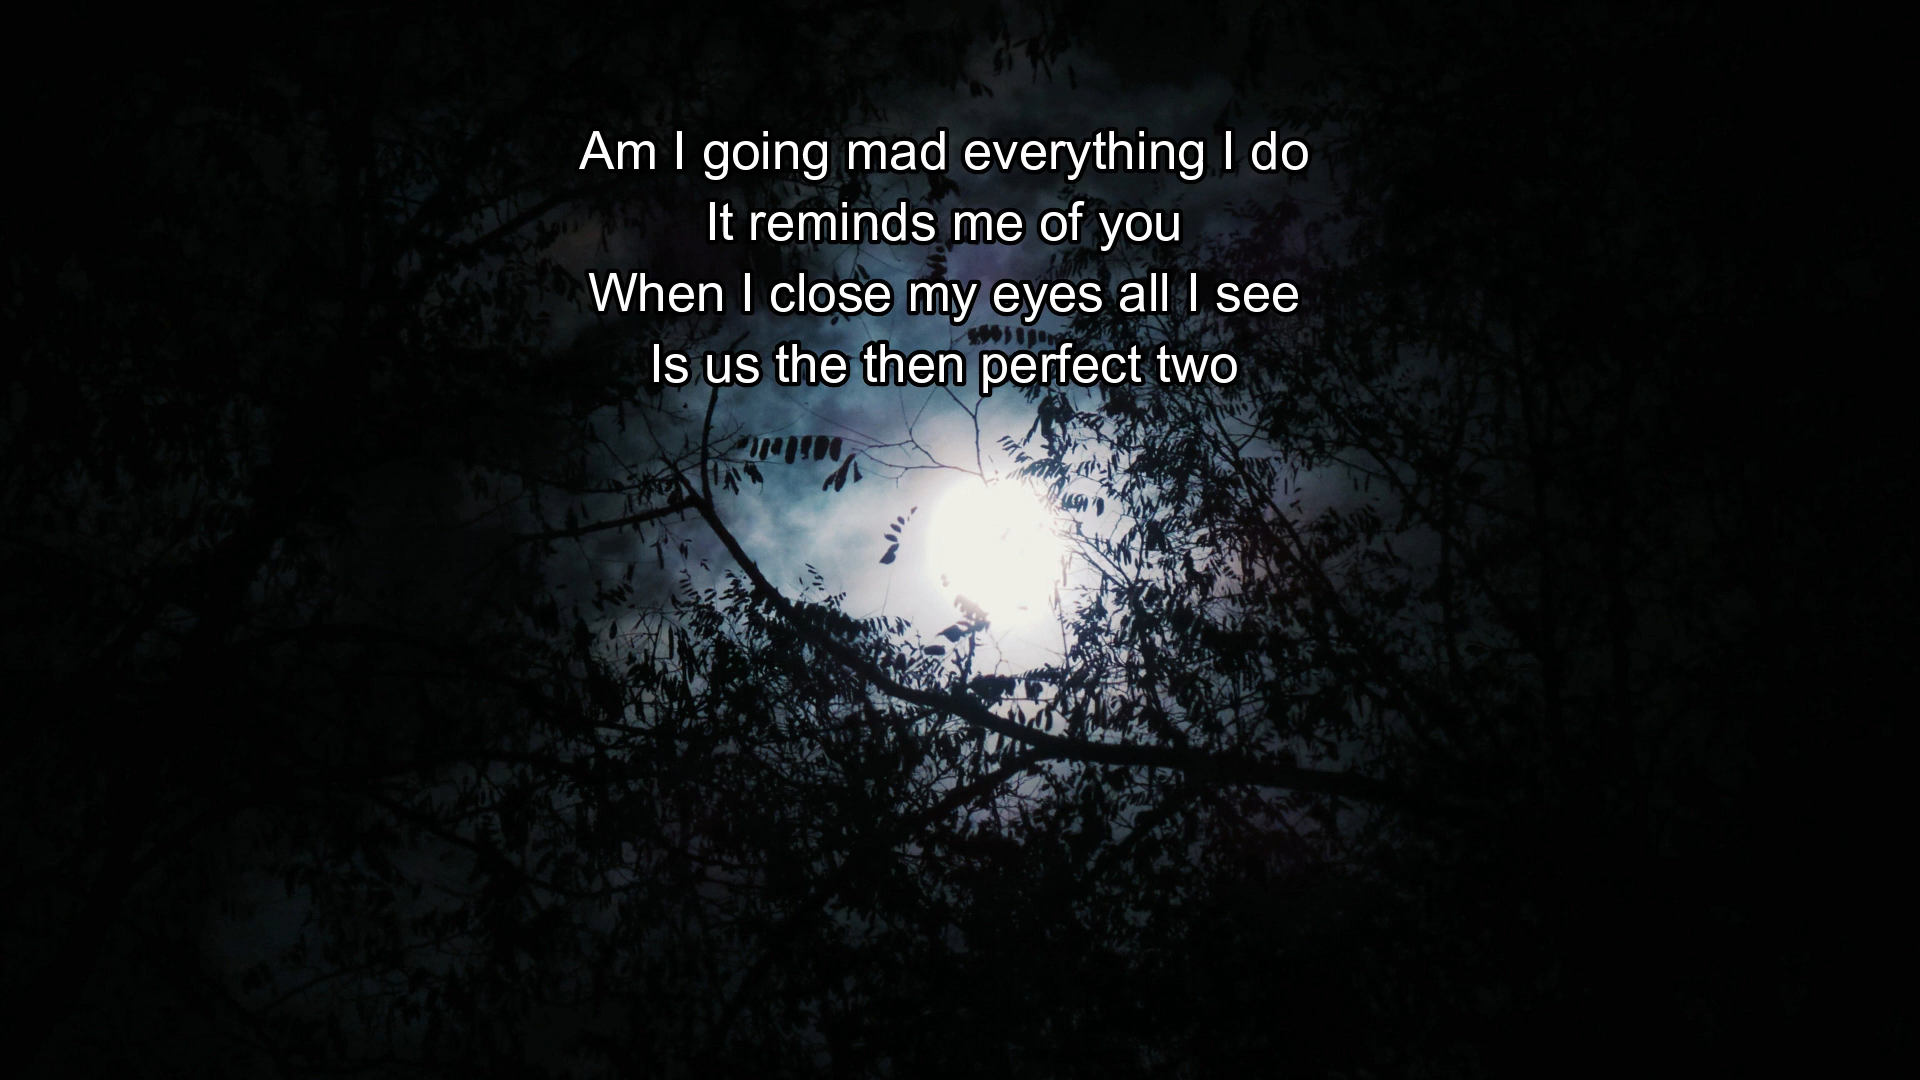 Am I going mad everything I do
It reminds me of you
When I close my eyes all I see
Is us the then perfect two